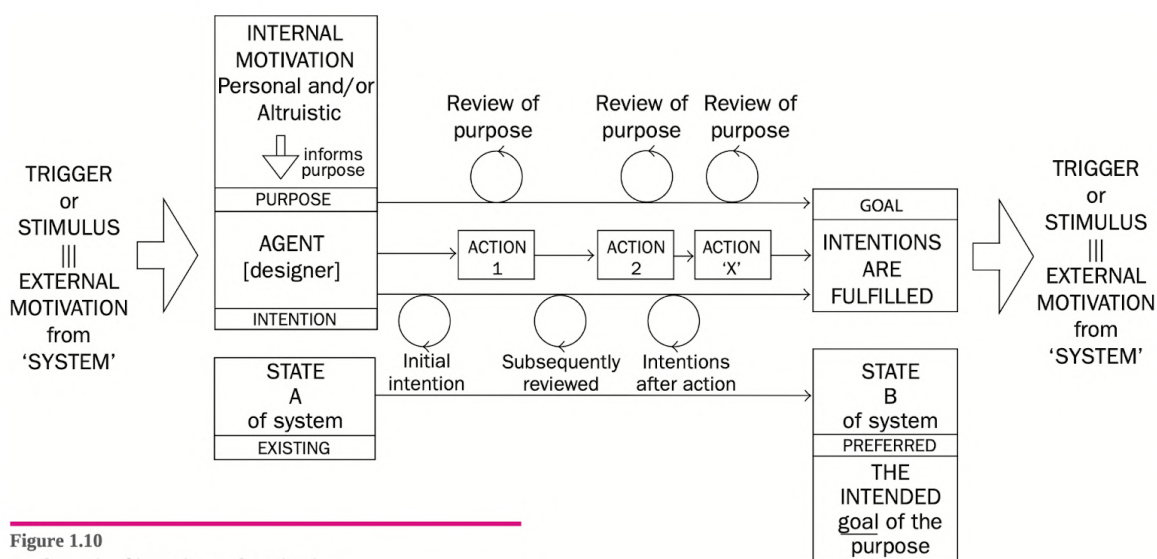 TRIGGER
or
STIMULUS
|||
EXTERNAL
MOTIVATION
from
‘SYSTEM’
INTERNAL
MOTIVATION
Personal and/or
Altruistic
informs
purpose
PURPOSE
AGENT
[designer]
INTENTION
STATE
A
of system
EXISTING
Review of
purpose
Review of
purpose
Review of
purpose
ACTION
1
ACTION
2
ACTION
‘X’
Initial
intention
Subsequently
reviewed
Intentions
after action
GOAL
INTENTIONS
ARE
FULFILLED
STATE
B
of system
PREFERRED
THE
INTENDED
goal of the
purpose
TRIGGER
or
STIMULUS
|||
EXTERNAL
MOTIVATION
from
‘SYSTEM’
Figure 1.10